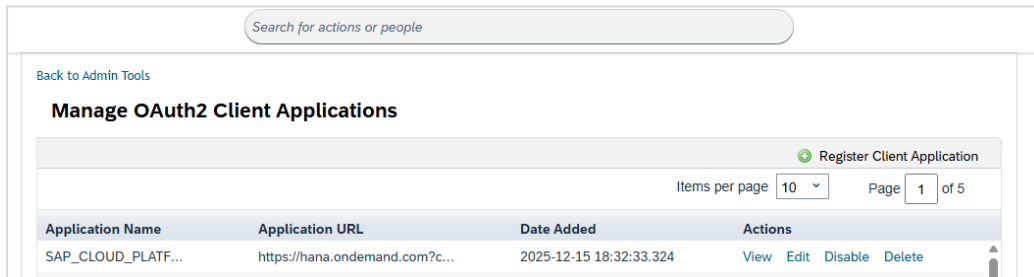 Search for actions or people
Back to Admin Tools
Manage OAuth2 Client Applications
Register Client Application
Items per page 10 Page 1 of 5
Application Name Application URL Date Added Actions
SAP_CLOUD_PLATF... https://hana.ondemand.com?c... 2025-12-15 18:32:33.324 View Edit Disable Delete